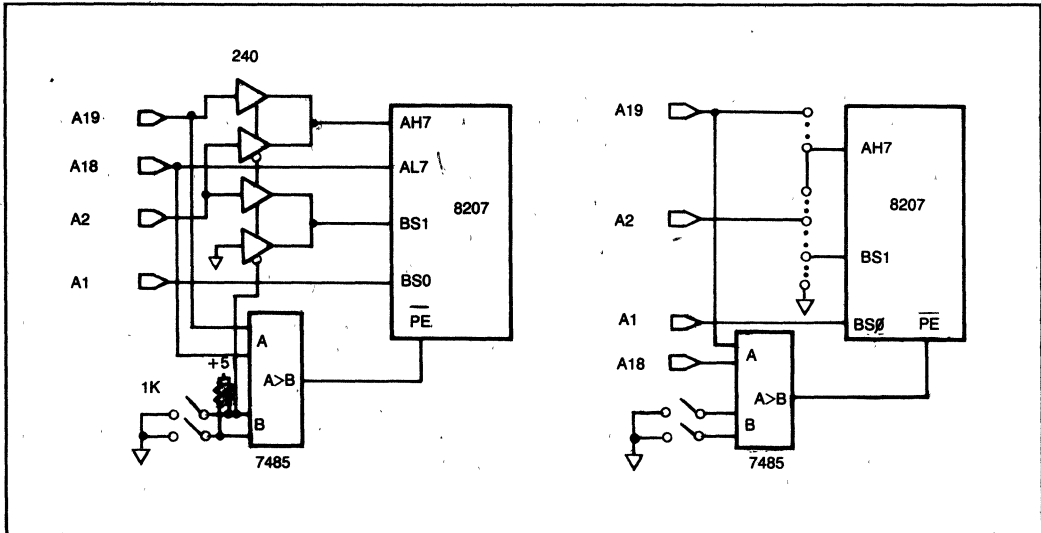 240
A19
A18
A2
A1
AH7
AL7
BS1
BS0
PE
8207
A
A>B
B
+5
1K
7485
A19
A2
A1
A18
AH7
8207
BS1
BSØ
PE
A
A>B
B
7485